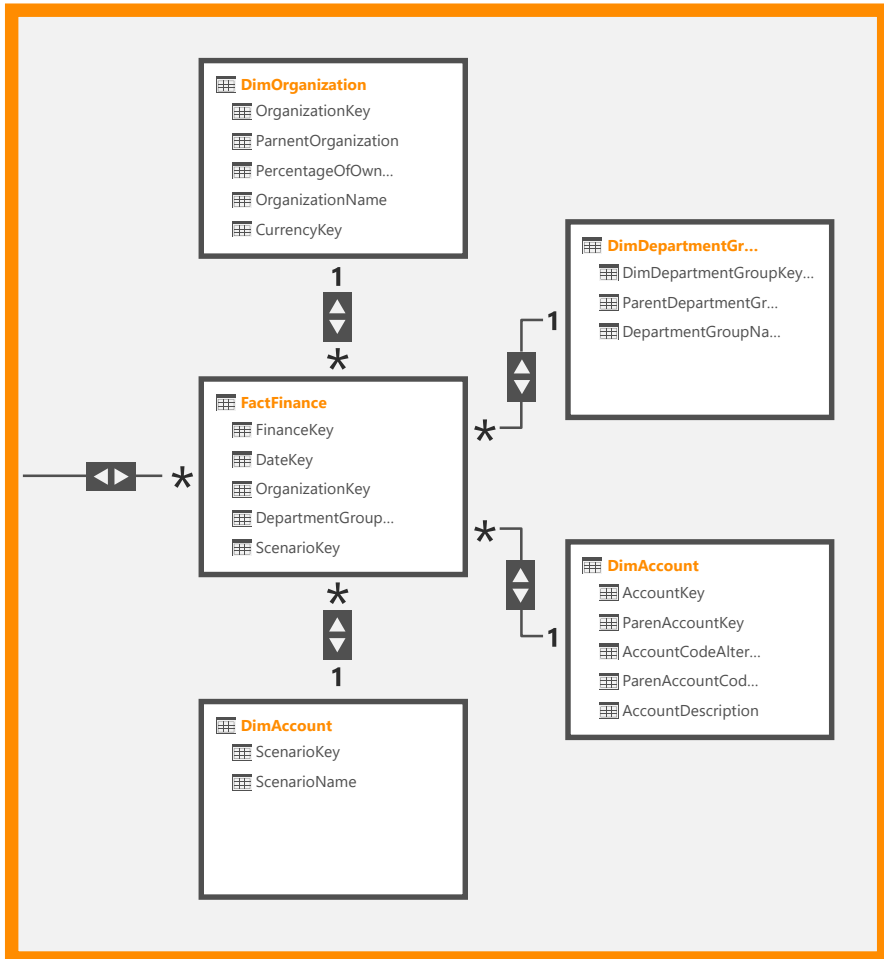 DimOrganization
OrganizationKey
ParnentOrganization
PercentageOfOwn...
OrganizationName
CurrencyKey
1
*
DimDepartmentGr...
DimDepartmentGroupKey...
ParentDepartmentGr...
DepartmentGroupNa...
1
*
FactFinance
FinanceKey
DateKey
OrganizationKey
DepartmentGroup...
ScenarioKey
*
*
1
DimAccount
AccountKey
ParenAccountKey
AccountCodeAlter...
ParenAccountCod...
AccountDescription
*
1
DimAccount
ScenarioKey
ScenarioName